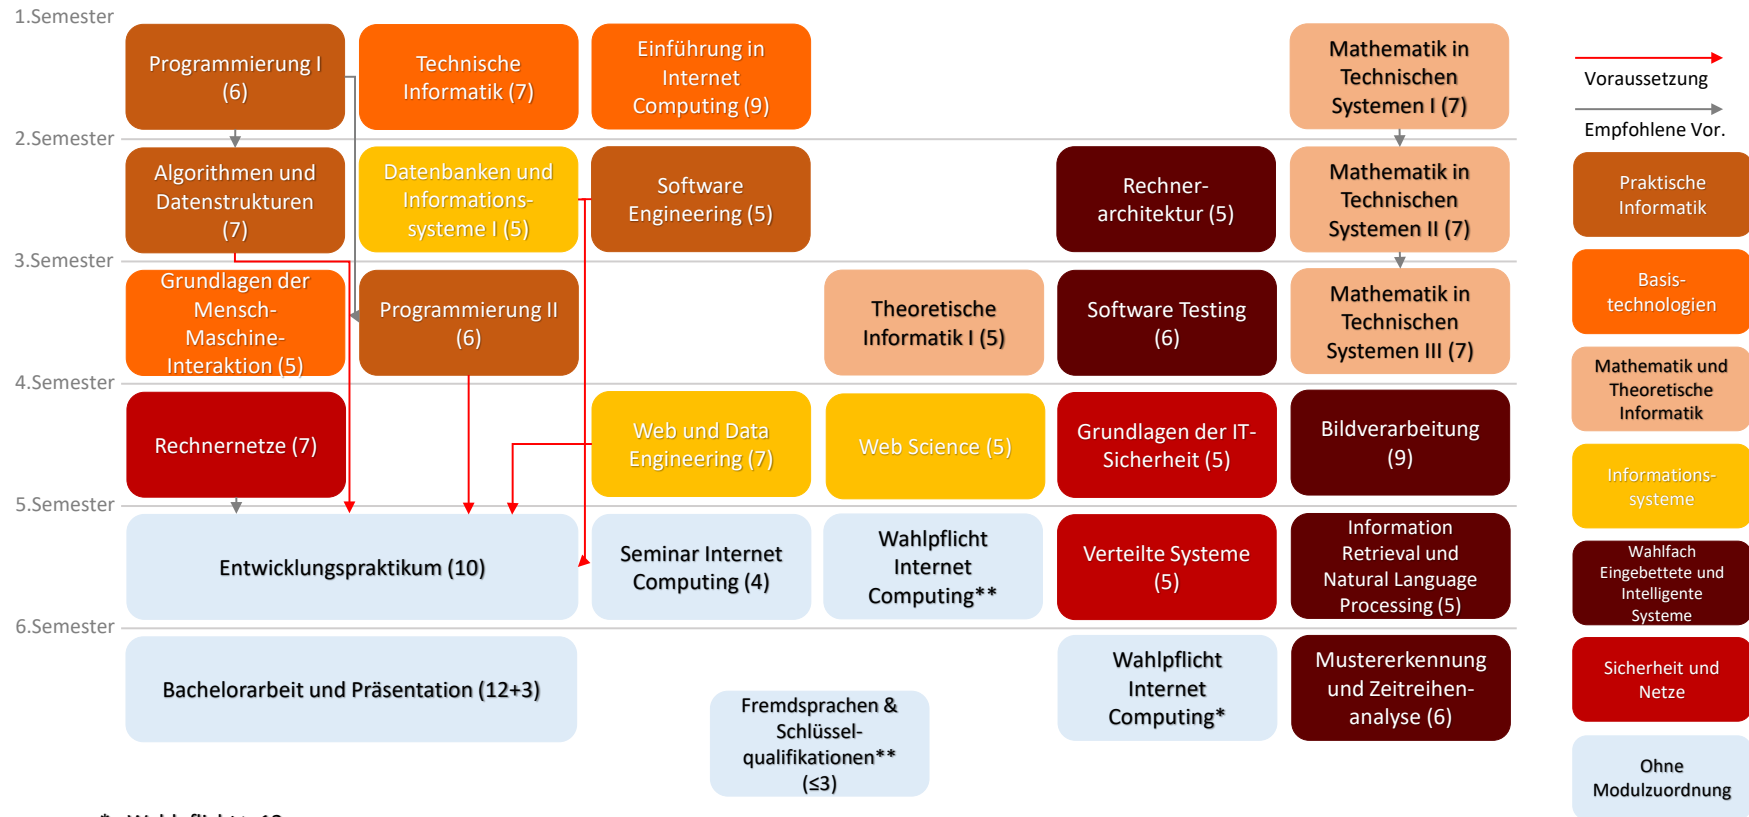 1.Semester
Programmierung I
(6)
Technische
Informatik (7)
Einführung in
Internet
Computing (9)
Mathematik in
Technischen
Systemen I (7)
2.Semester
Algorithmen und
Datenstrukturen
(7)
Datenbanken und
Informations-
systeme I (5)
Software
Engineering (5)
Rechner-
architektur (5)
Mathematik in
Technischen
Systemen II (7)
3.Semester
Grundlagen der
Mensch-
Maschine-
Interaktion (5)
Programmierung II
(6)
Theoretische
Informatik I (5)
Software Testing
(6)
Mathematik in
Technischen
Systemen III (7)
4.Semester
Rechnernetze (7)
Web und Data
Engineering (7)
Web Science (5)
Grundlagen der IT-
Sicherheit (5)
Bildverarbeitung
(9)
5.Semester
Entwicklungspraktikum (10)
Seminar Internet
Computing (4)
Wahlpflicht
Internet
Computing**
Verteilte Systeme
(5)
Information
Retrieval und
Natural Language
Processing (5)
6.Semester
Bachelorarbeit und Präsentation (12+3)
Fremdsprachen &
Schlüssel-
qualifikationen**
(≤3)
Wahlpflicht
Internet
Computing*
Mustererkennung
und Zeitreihen-
analyse (6)
Voraussetzung
Empfohlene Vor.
Praktische
Informatik
Basis-
technologien
Mathematik und
Theoretische
Informatik
Informations-
systeme
Wahlfach
Eingebettete und
Intelligente
Systeme
Sicherheit und
Netze
Ohne
Modulzuordnung